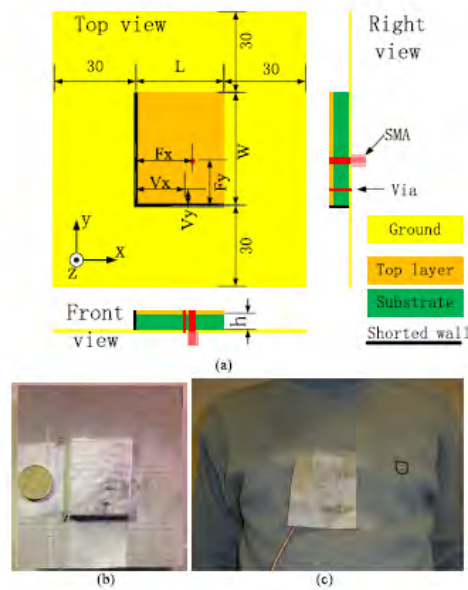 Top view
Right view
30
30
L
30
W
Fx
Fy
Vx
Vy
30
SMA
Via
y
x
z
Ground
Top layer
Substrate
Shorted wall
Front view
h
(a)
(b)
(c)